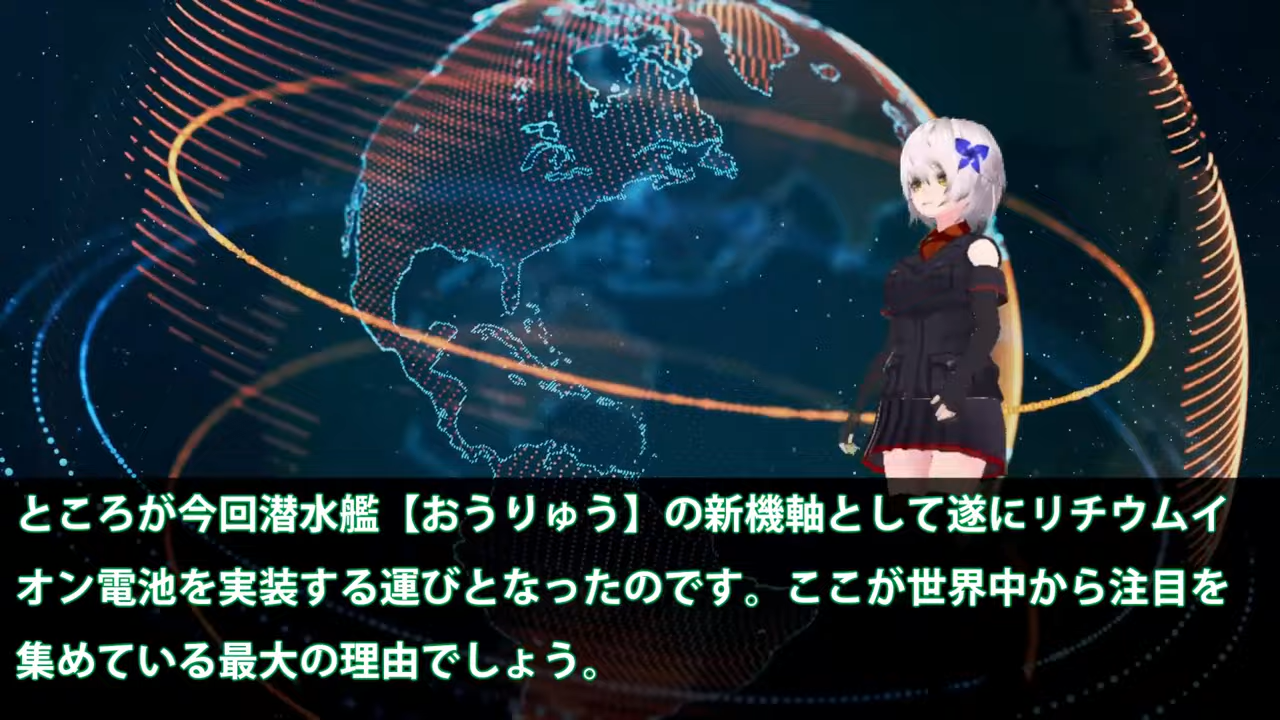 ところが今回潜水艦【おうりゅう】の新機軸として遂にリチウムイ
オン電池を実装する運びとなったのです。ここが世界中から注目を
集めている最大の理由でしょう。